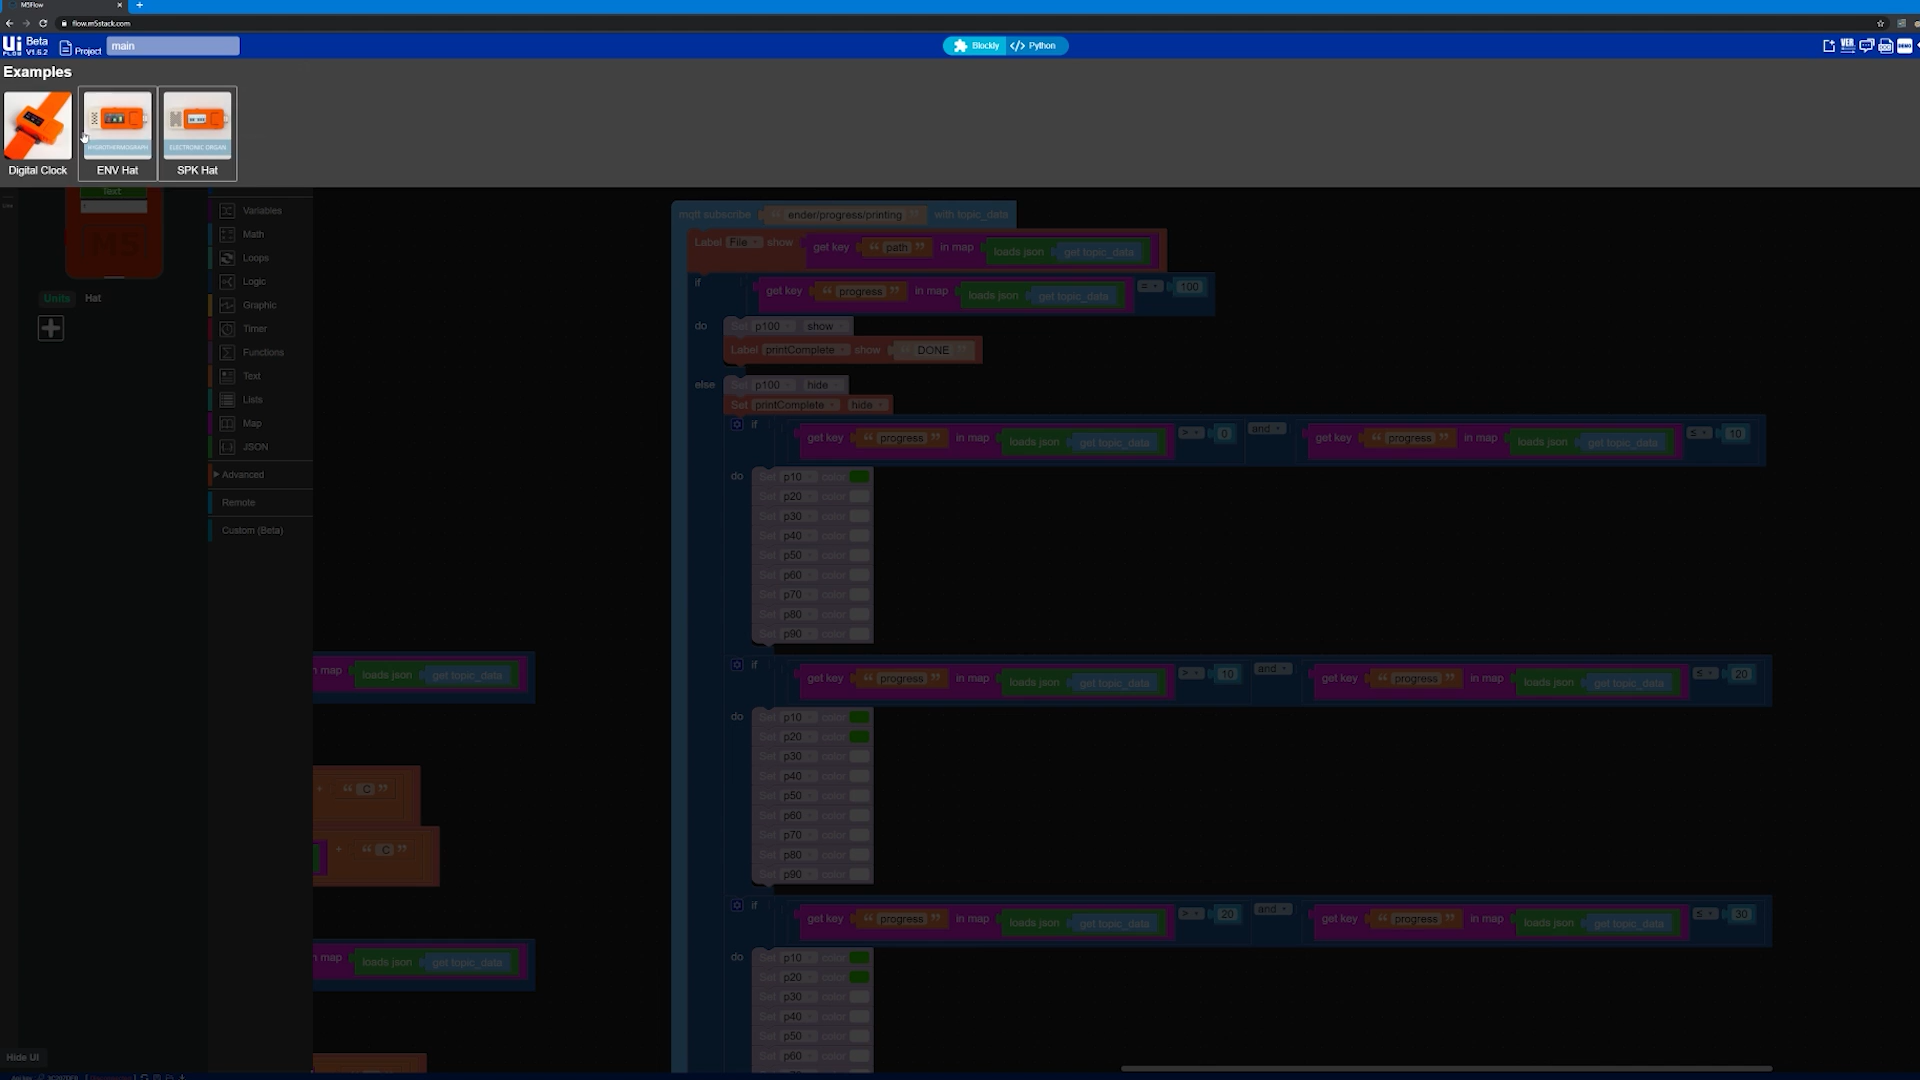 M5Flow
flow.m5stack.com
Ui FLOW Beta V1.6.2 Project main Blockly </> Python VER DEMO
Examples
HYGROTHERMOGRAPH ELECTRONIC ORGAN
Digital Clock ENV Hat SPK Hat
Text
M5
Units Hat
Hide UI
Variables
Math
Loops
Logic
Graphic
Timer
Functions
Text
Lists
Map
JSON
Advanced
Remote
Custom (Beta)
n map loads json get topic_data
+ “ C ”
+ “ C ”
n map loads json get topic_data
mqtt subscribe “ ender/progress/printing ” with topic_data
Label File show get key “ path ” in map loads json get topic_data
if get key “ progress ” in map loads json get topic_data = 100
do Set p100 show
Label printComplete show “ DONE ”
else Set p100 hide
Set printComplete hide
if get key “ progress ” in map loads json get topic_data > 0 and get key “ progress ” in map loads json get topic_data ≤ 10
do Set p10 color
Set p20 color
Set p30 color
Set p40 color
Set p50 color
Set p60 color
Set p70 color
Set p80 color
Set p90 color
if get key “ progress ” in map loads json get topic_data > 10 and get key “ progress ” in map loads json get topic_data ≤ 20
do Set p10 color
Set p20 color
Set p30 color
Set p40 color
Set p50 color
Set p60 color
Set p70 color
Set p80 color
Set p90 color
if get key “ progress ” in map loads json get topic_data > 20 and get key “ progress ” in map loads json get topic_data ≤ 30
do Set p10 color
Set p20 color
Set p30 color
Set p40 color
Set p50 color
Set p60 color